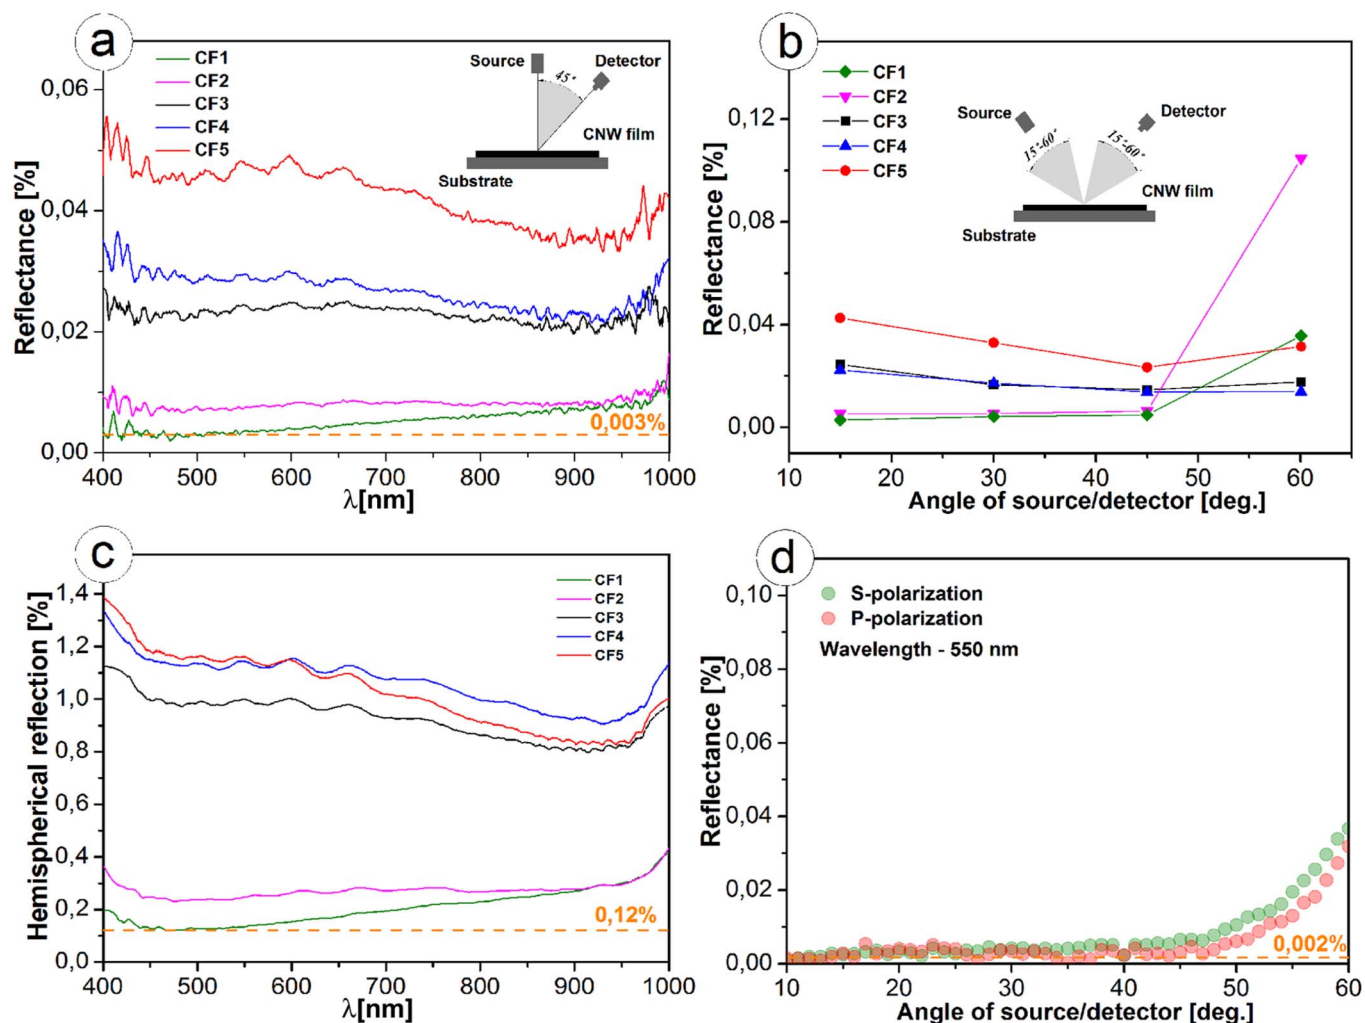 a
CF1
CF2
CF3
CF4
CF5
Source
Detector
45°
CNW film
Substrate
0,003%
0,06
0,04
0,02
0,00
Reflectance [%]
400 500 600 700 800 900 1000
λ[nm]
b
CF1
CF2
CF3
CF4
CF5
Source
Detector
15°-60°
15°-60°
CNW film
Substrate
0,12
0,08
0,04
0,00
Reflectance [%]
10 20 30 40 50 60
Angle of source/detector [deg.]
c
CF1
CF2
CF3
CF4
CF5
0,12%
1,4
1,2
1,0
0,8
0,6
0,4
0,2
0,0
Hemispherical reflection [%]
400 500 600 700 800 900 1000
λ[nm]
d
S-polarization
P-polarization
Wavelength - 550 nm
0,002%
0,10
0,08
0,06
0,04
0,02
0,00
Reflectance [%]
10 20 30 40 50 60
Angle of source/detector [deg.]